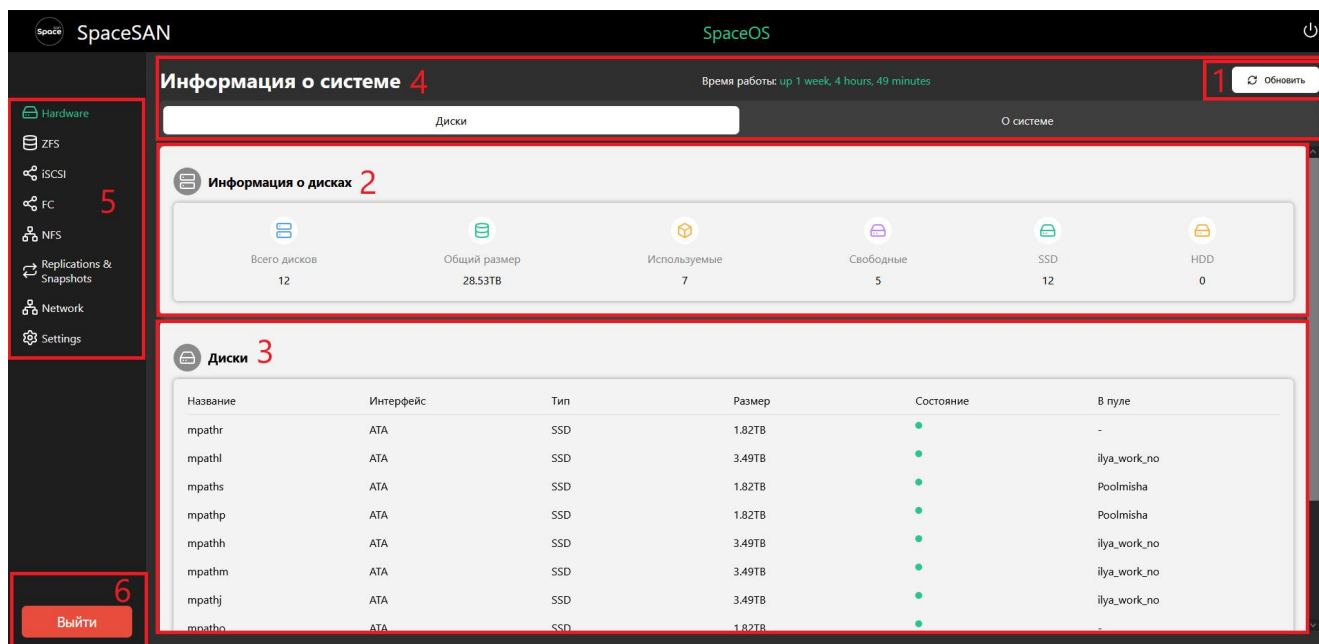 Space SpaceSAN SpaceOS
Информация о системе 4 Время работы: up 1 week, 4 hours, 49 minutes 1 Обновить
Диски О системе
Hardware
ZFS
iSCSI
FC
5
NFS
Replications &
Snapshots
Network
Settings
6
Выйти
Информация о дисках 2
Всего дисков Общий размер Используемые Свободные SSD HDD
12 28.53TB 7 5 12 0
Диски 3
Название Интерфейс Тип Размер Состояние В пуле
mpathr ATA SSD 1.82TB -
mpathl ATA SSD 3.49TB ilya_work_no
mpaths ATA SSD 1.82TB Poolmisha
mpathp ATA SSD 1.82TB Poolmisha
mpathh ATA SSD 3.49TB ilya_work_no
mpathm ATA SSD 3.49TB ilya_work_no
mpathj ATA SSD 3.49TB ilya_work_no
mpatho ATA SSD 1.82TB -